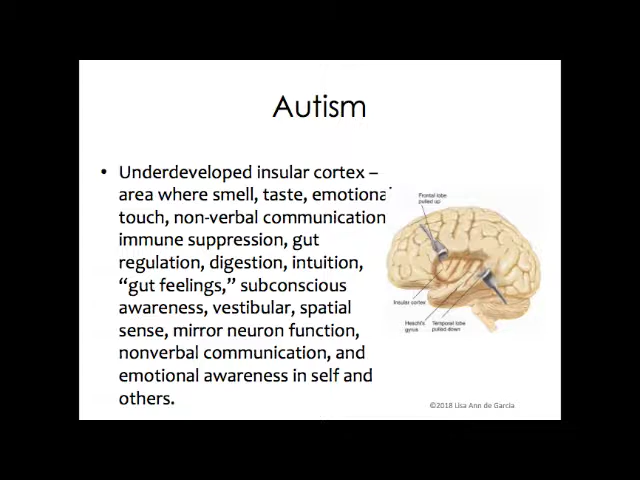 Autism
• Underdeveloped insular cortex –
area where smell, taste, emotional
touch, non-verbal communication
immune suppression, gut
regulation, digestion, intuition,
“gut feelings,” subconscious
awareness, vestibular, spatial
sense, mirror neuron function,
nonverbal communication, and
emotional awareness in self and
others.
Frontal lobe
pulled up
Insular cortex
Heschl's
gyrus
Temporal lobe
pulled down
©2018 Lisa Ann de Garcia